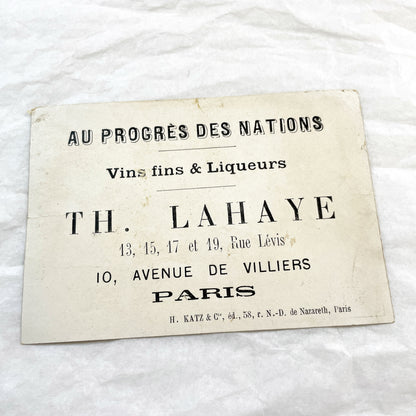 AU PROGRÈS DES NATIONS
Vins fins & Liqueurs
TH. LAHAYE
13, 15, 17 et 19, Rue Lévis
10, AVENUE DE VILLIERS
PARIS
H. KATZ & Cie, éd., 58, r. N.-D. de Nazareth, Paris